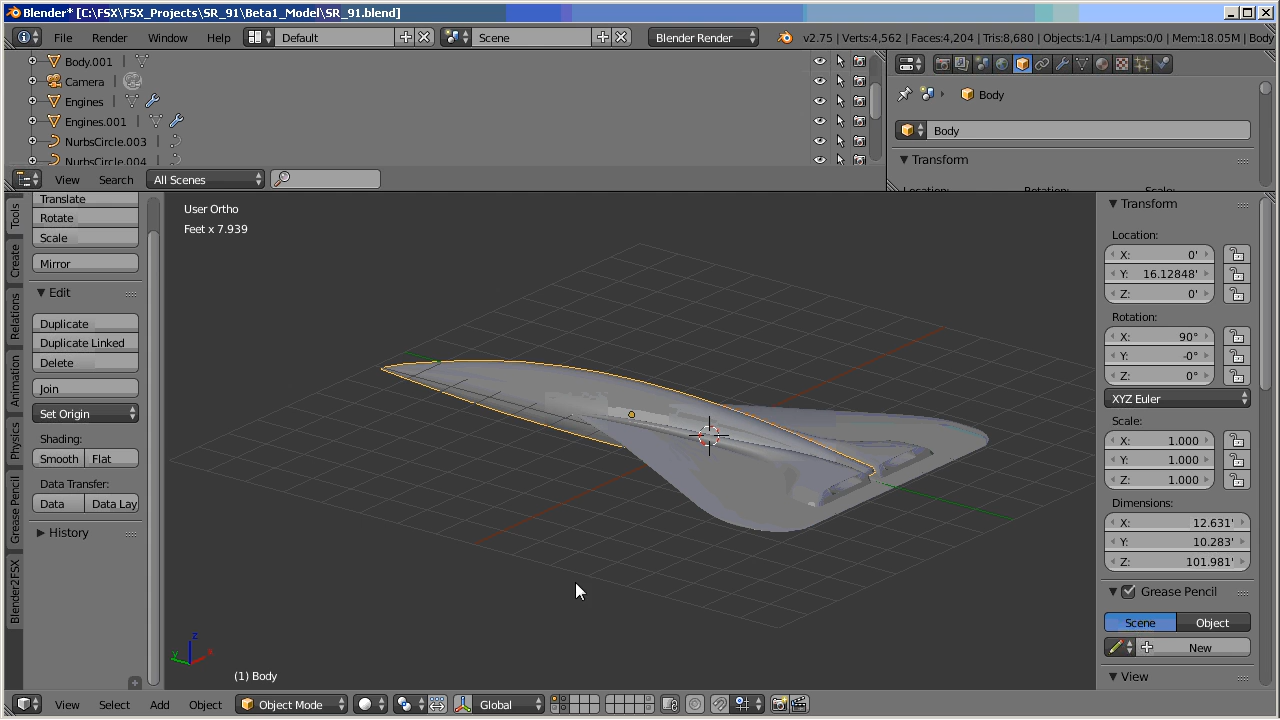 Blender* [C:\FSX\FSX_Projects\SR_91\Beta1_Model\SR_91.blend]
File Render Window Help Default Scene Blender Render v2.75 | Verts:4,562 | Faces:4,204 | Tris:8,680 | Objects:1/4 | Lamps:0/0 | Mem:18.05M | Body
Body.001
Camera
Engines
Engines.001
NurbsCircle.003
NurbsCircle.004
View Search All Scenes
Body
Body
Transform
Location: Rotation: Scale:
Tools
Create
Relations
Animation
Physics
Grease Pencil
Blender2FSX
Translate
Rotate
Scale
Mirror
Edit
Duplicate
Duplicate Linked
Delete
Join
Set Origin
Shading:
Smooth Flat
Data Transfer:
Data Data Lay
History
User Ortho
Feet x 7.939
z
y x
(1) Body
Transform
Location:
X: 0'
Y: 16.12848'
Z: 0'
Rotation:
X: 90°
Y: -0°
Z: 0°
XYZ Euler
Scale:
X: 1.000
Y: 1.000
Z: 1.000
Dimensions:
X: 12.631'
Y: 10.283'
Z: 101.981'
Grease Pencil
Scene Object
New
View
View Select Add Object Object Mode Global